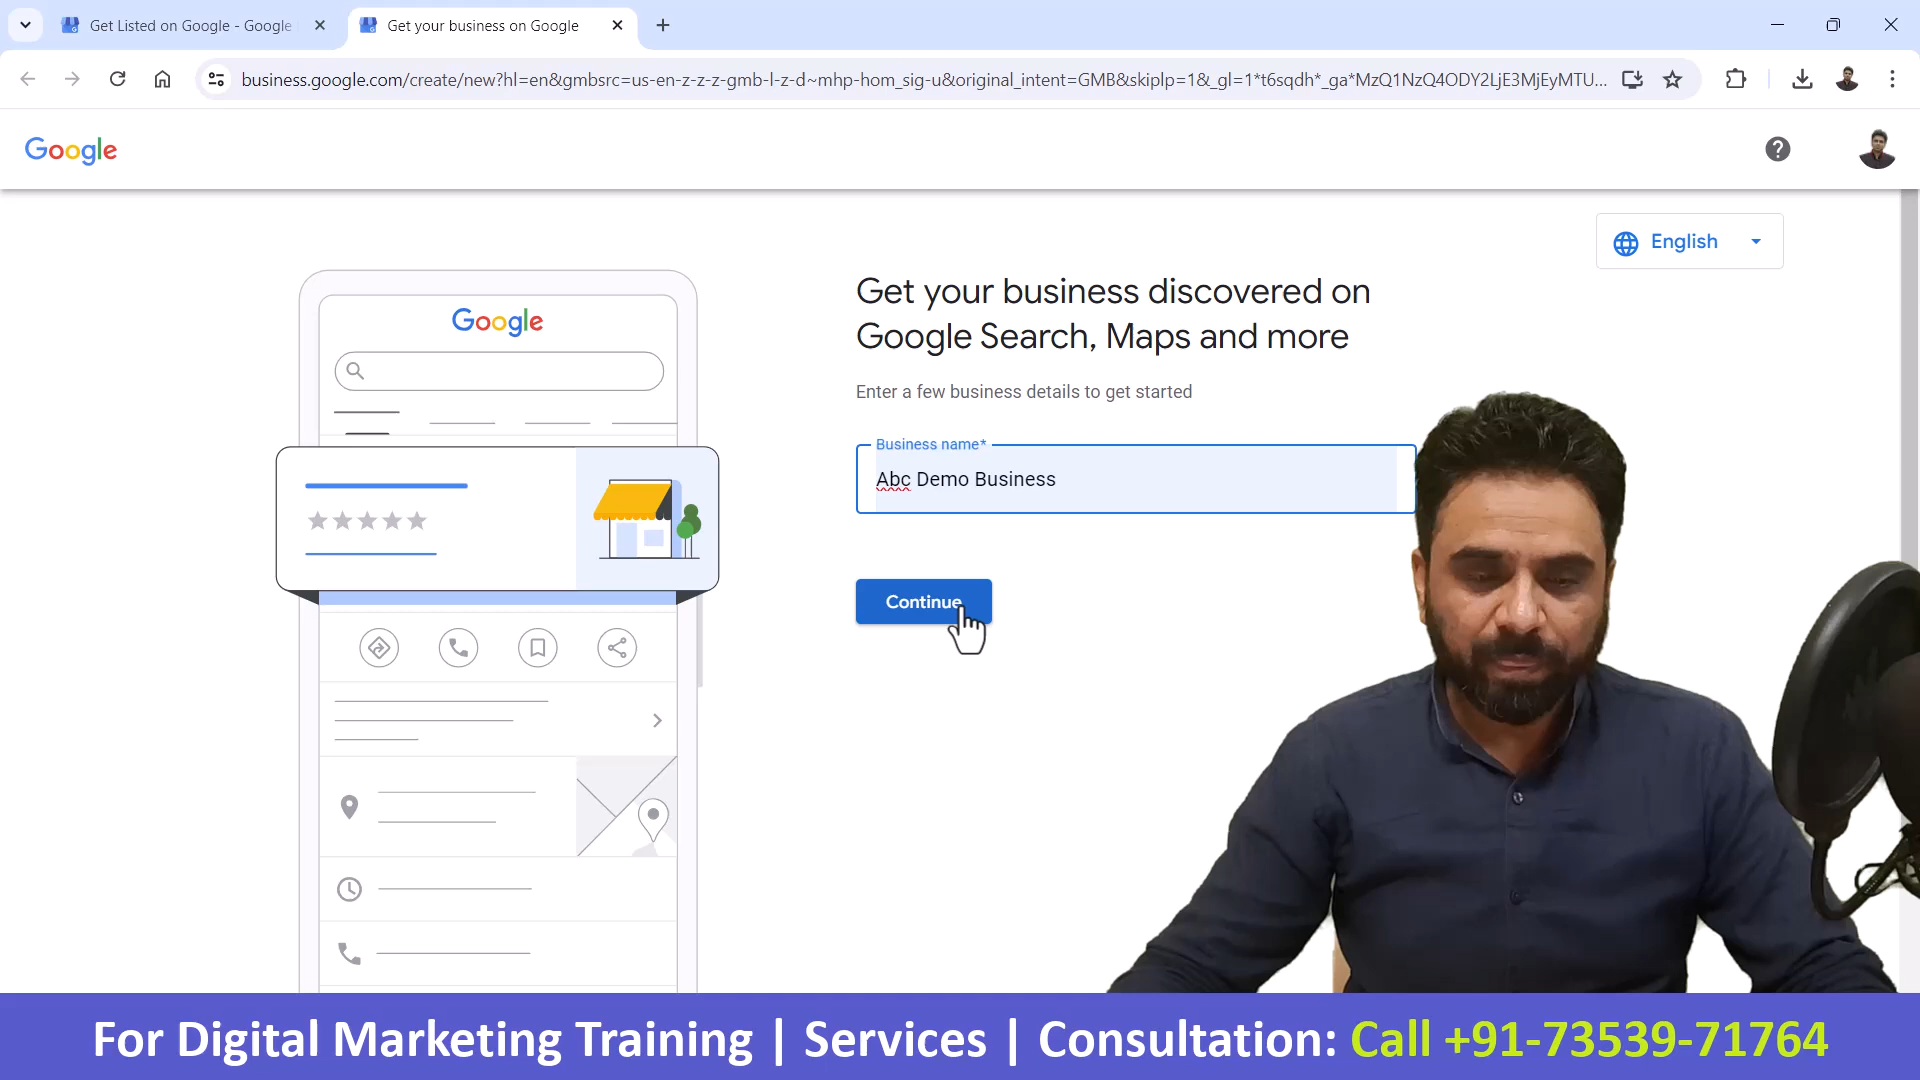 Get Listed on Google - Google
Get your business on Google
business.google.com/create/new?hl=en&gmbsrc=us-en-z-z-z-gmb-l-z-d~mhp-hom_sig-u&original_intent=GMB&skiplp=1&_gl=1*t6sqdh*_ga*MzQ1NzQ4ODY2LjE3MjEyMTU...
Google
English
Google
Get your business discovered on
Google Search, Maps and more
Enter a few business details to get started
Business name*
Abc Demo Business
Continue
For Digital Marketing Training | Services | Consultation: Call +91-73539-71764